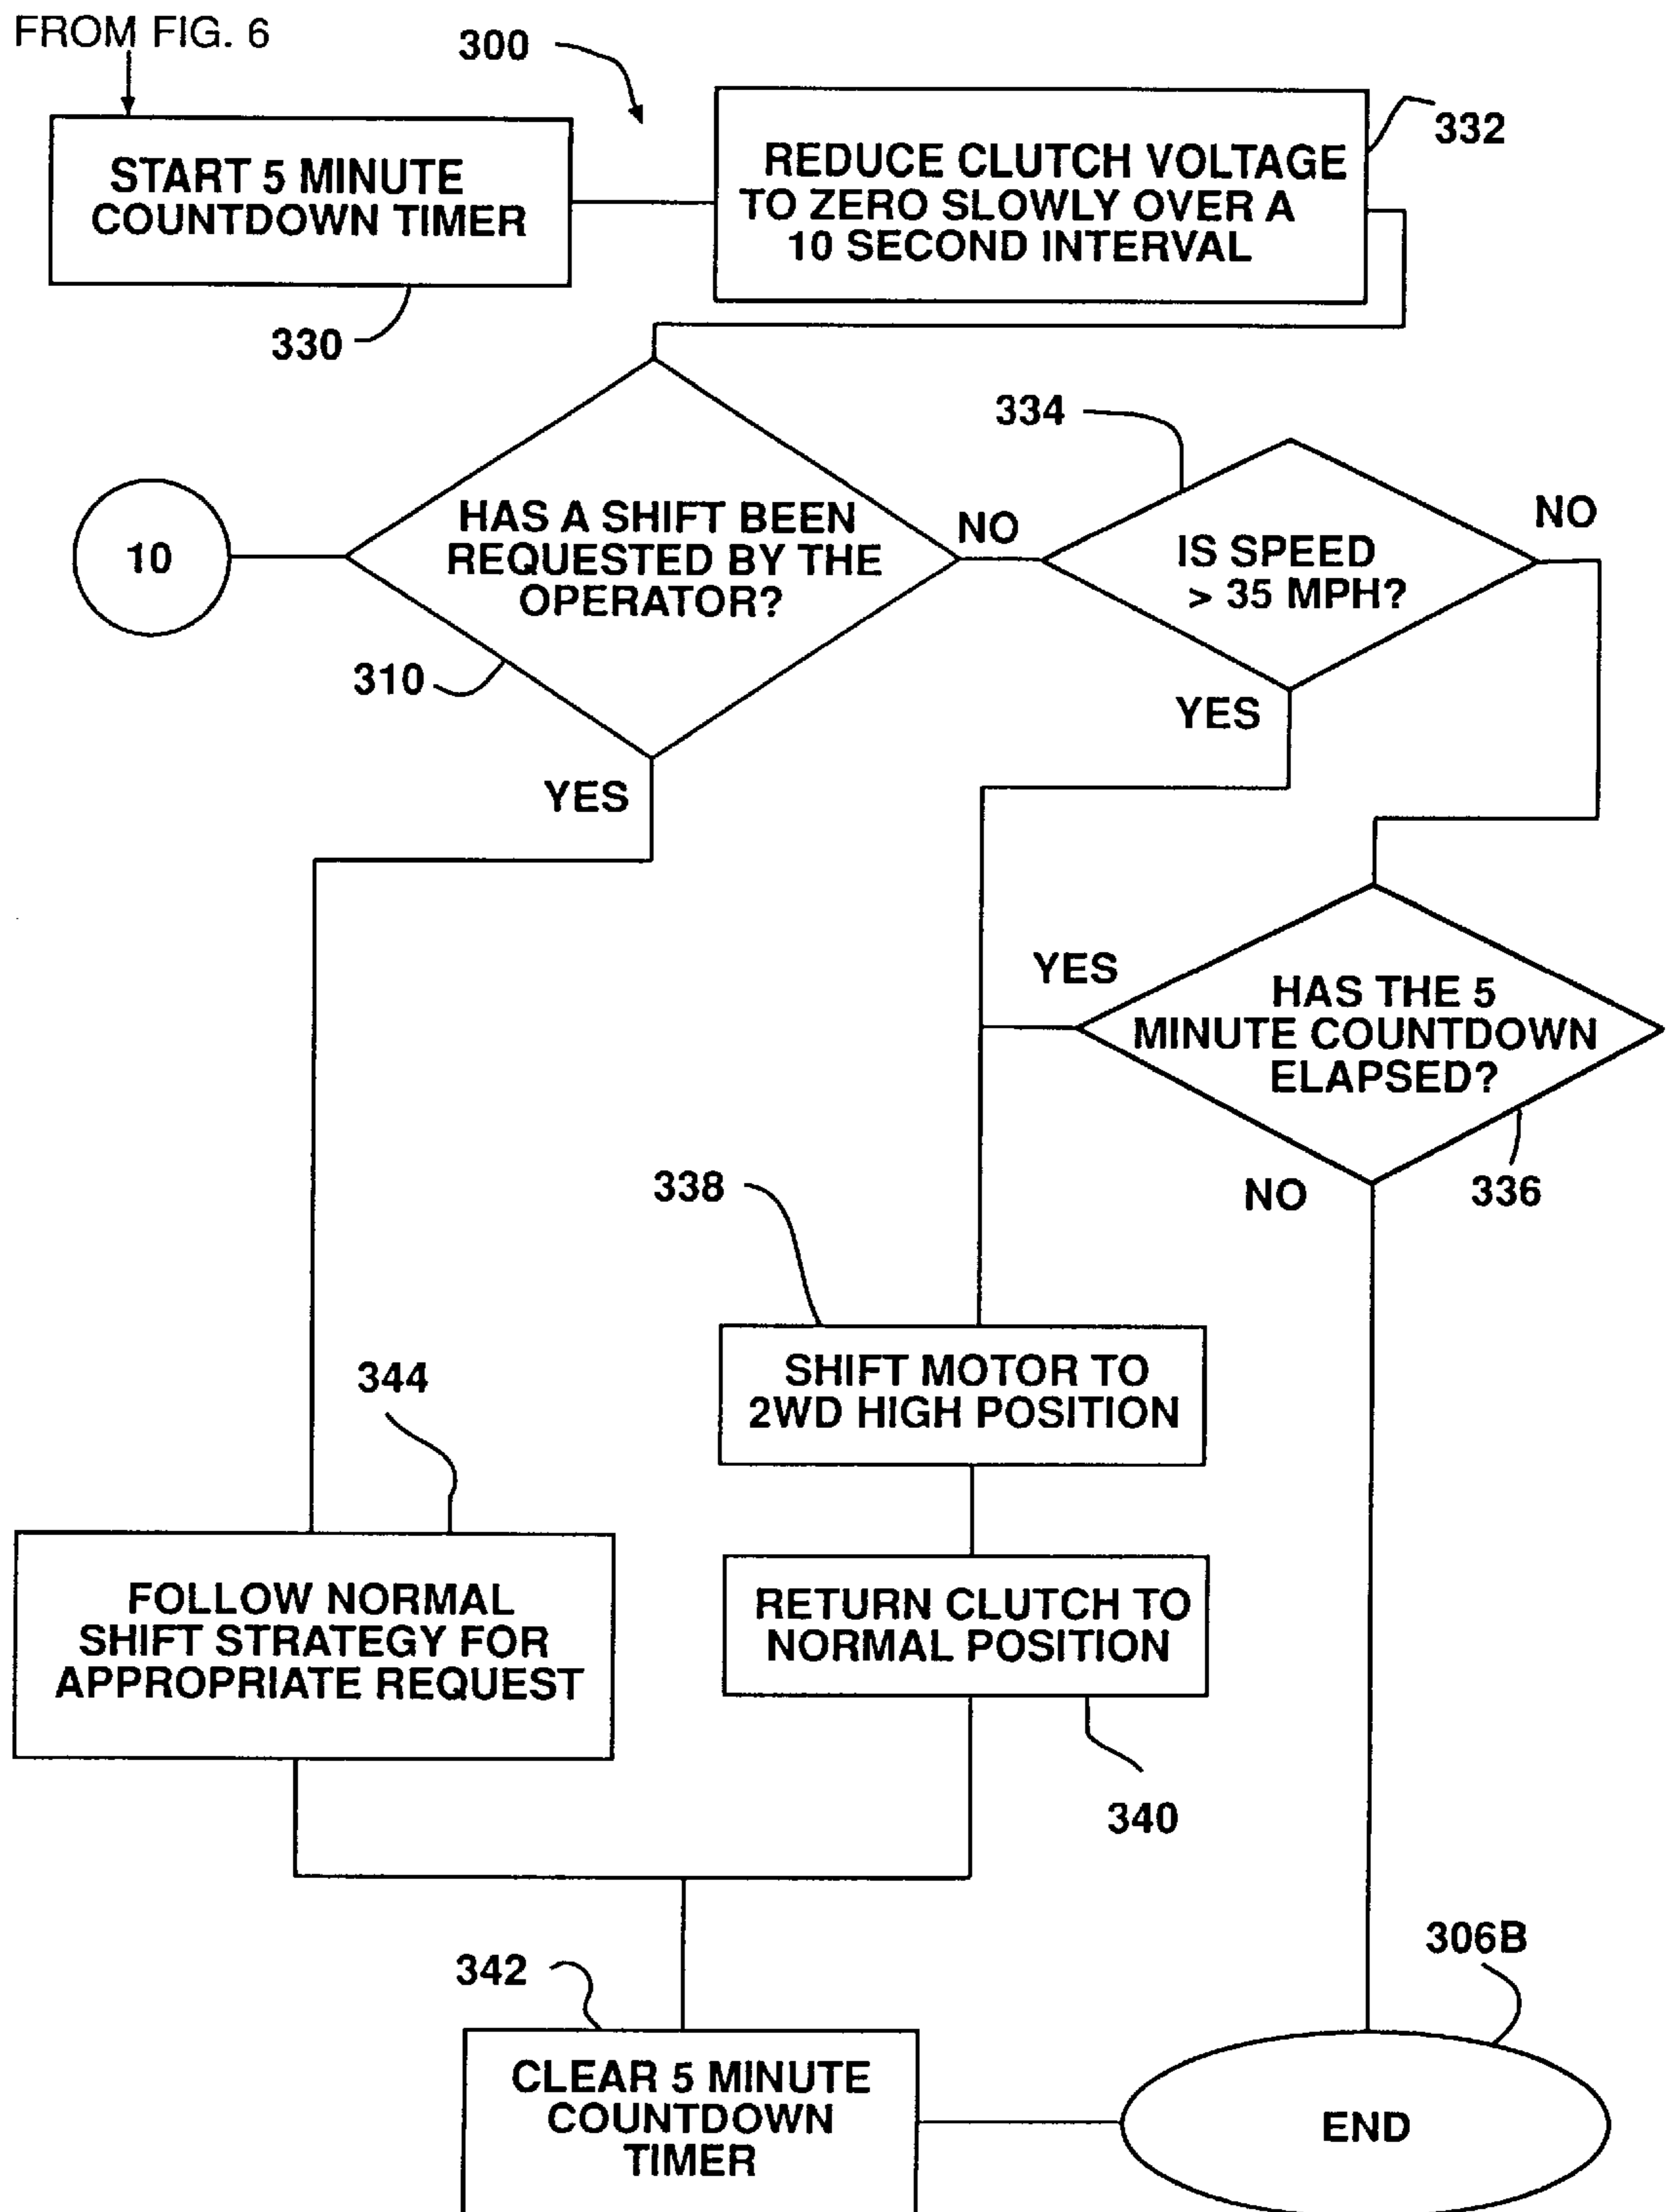 FROM FIG. 6
300
START 5 MINUTE
COUNTDOWN TIMER
330
REDUCE CLUTCH VOLTAGE
TO ZERO SLOWLY OVER A
10 SECOND INTERVAL
332
10
HAS A SHIFT BEEN
REQUESTED BY THE
OPERATOR?
310
NO
YES
334
IS SPEED
> 35 MPH?
NO
YES
HAS THE 5
MINUTE COUNTDOWN
ELAPSED?
YES
336
NO
338
SHIFT MOTOR TO
2WD HIGH POSITION
344
FOLLOW NORMAL
SHIFT STRATEGY FOR
APPROPRIATE REQUEST
RETURN CLUTCH TO
NORMAL POSITION
340
342
CLEAR 5 MINUTE
COUNTDOWN
TIMER
306B
END